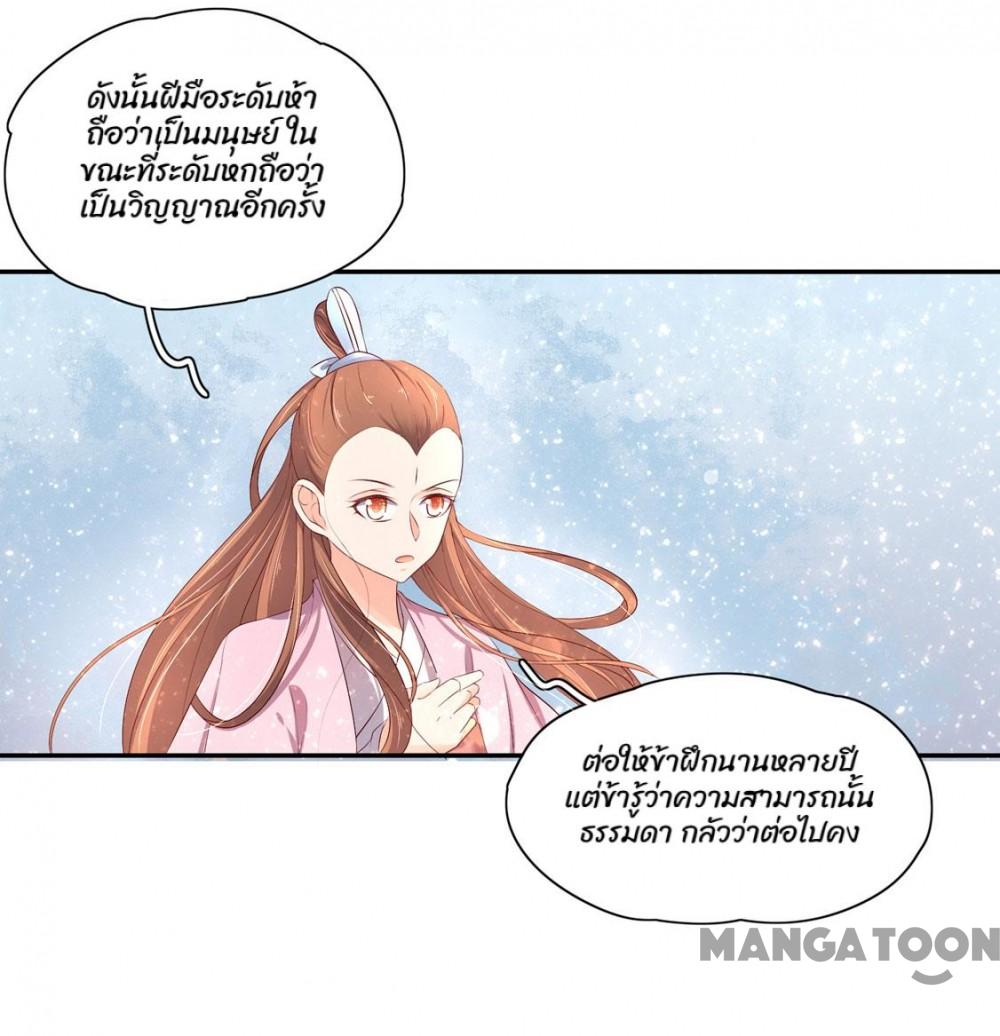 ดังนั้นฝีมือระดับห้า
ถือว่าเป็นมนุษย์ ใน
ขณะที่ระดับหกถือว่า
เป็นวิญญาณอีกครั้ง
ต่อให้ข้าฝึกนานหลายปี
แต่ข้ารู้ว่าความสามารถนั้น
ธรรมดา กลัวว่าต่อไปคง
MANGATOON